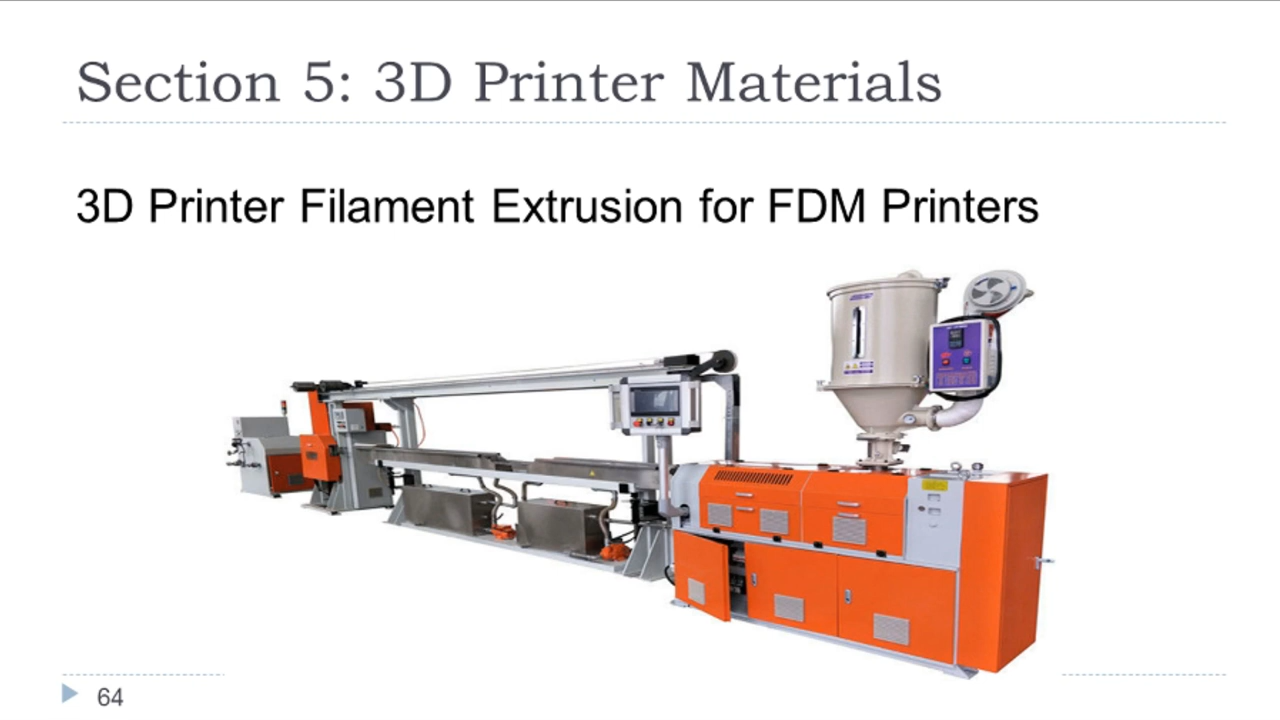 Section 5: 3D Printer Materials
3D Printer Filament Extrusion for FDM Printers
64